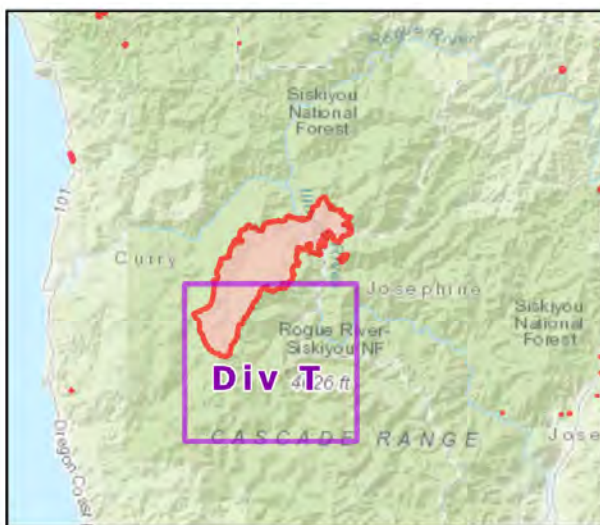 Rogue River
Siskiyou
National
Forest
101
Curry
Josephine
Rogue River-
Siskiyou NF
Siskiyou
National
Forest
Div T
ft
CASCADE RANGE
Jose
Oregon Coast